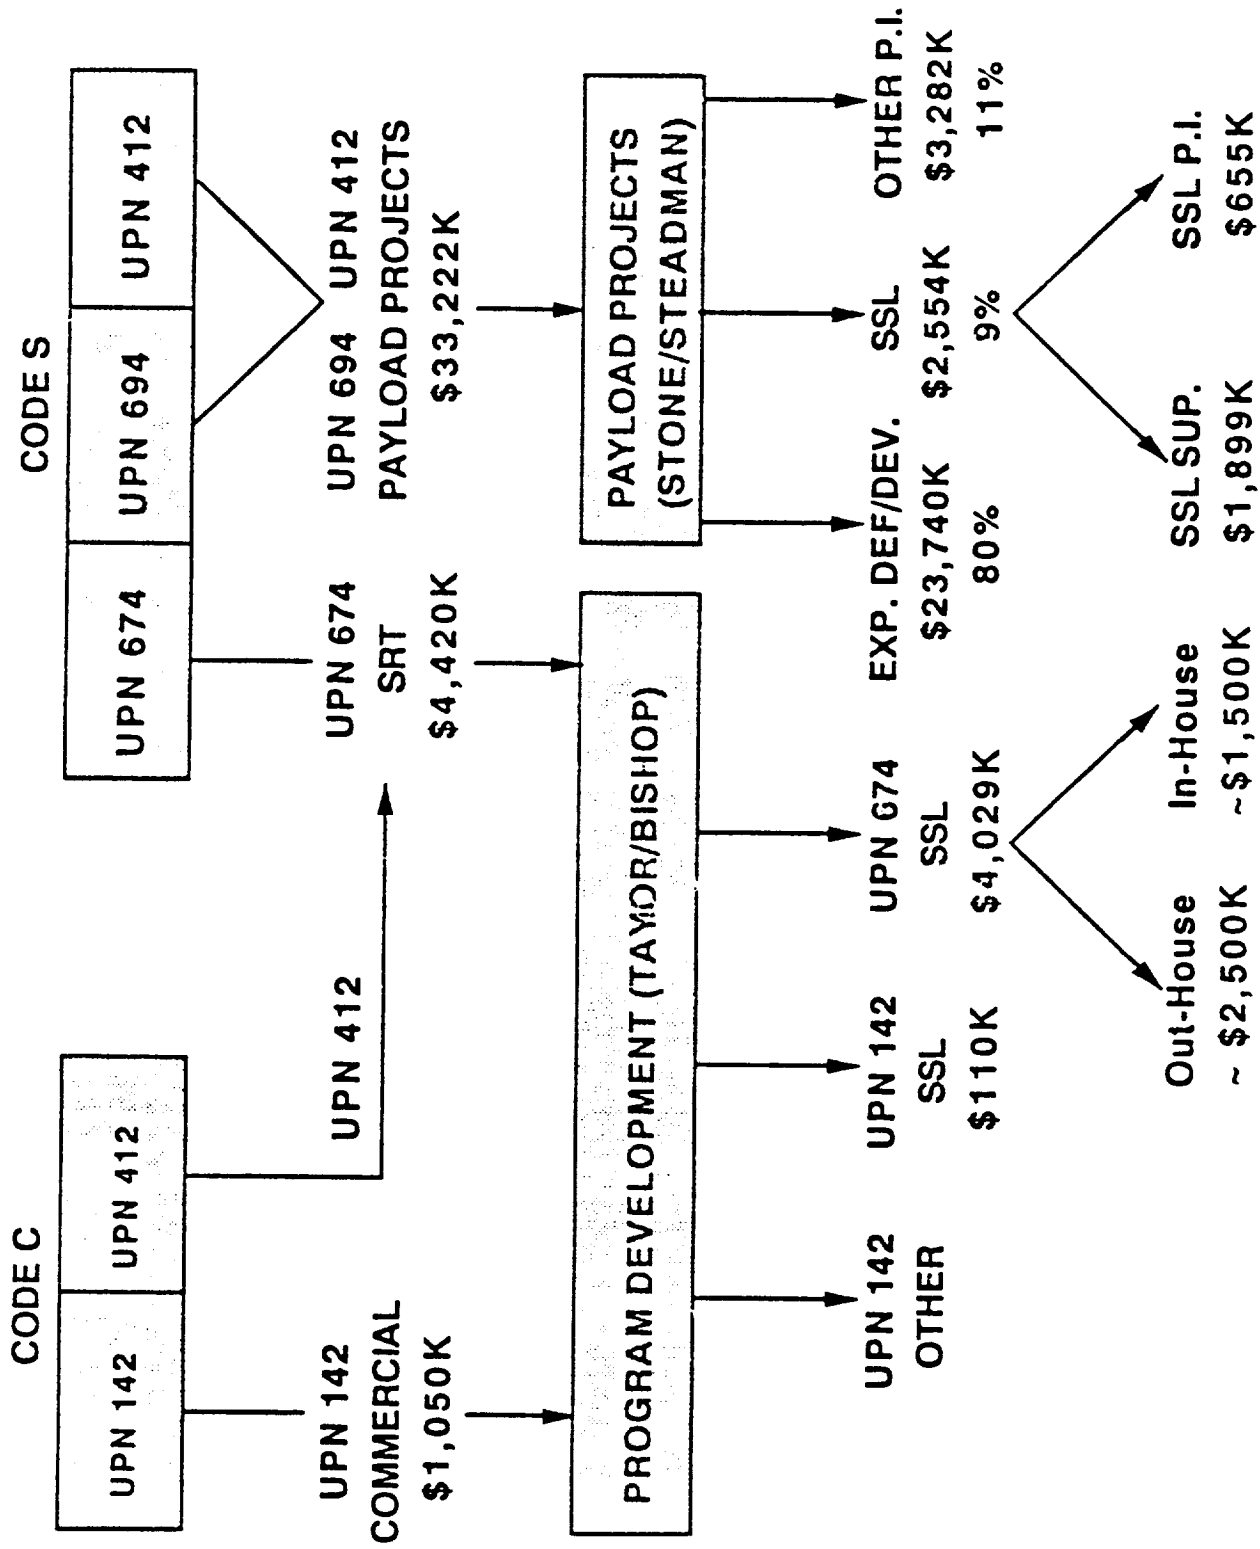 CODE C
CODE S
UPN 142
UPN 412
UPN 674
UPN 694
UPN 412
UPN 142
COMMERCIAL
$1,050K
UPN 412
UPN 674
SRT
$4,420K
UPN 694 UPN 412
PAYLOAD PROJECTS
$33,222K
PROGRAM DEVELOPMENT (TAYLOR/BISHOP)
PAYLOAD PROJECTS
(STONE/STEADMAN)
UPN 142
OTHER
UPN 142
SSL
$110K
UPN 674
SSL
$4,029K
EXP. DEF/DEV.
$23,740K
80%
SSL
$2,554K
9%
OTHER P.I.
$3,282K
11%
Out-House
~ $2,500K
In-House
~$1,500K
SSL SUP.
$1,899K
SSL P.I.
$655K